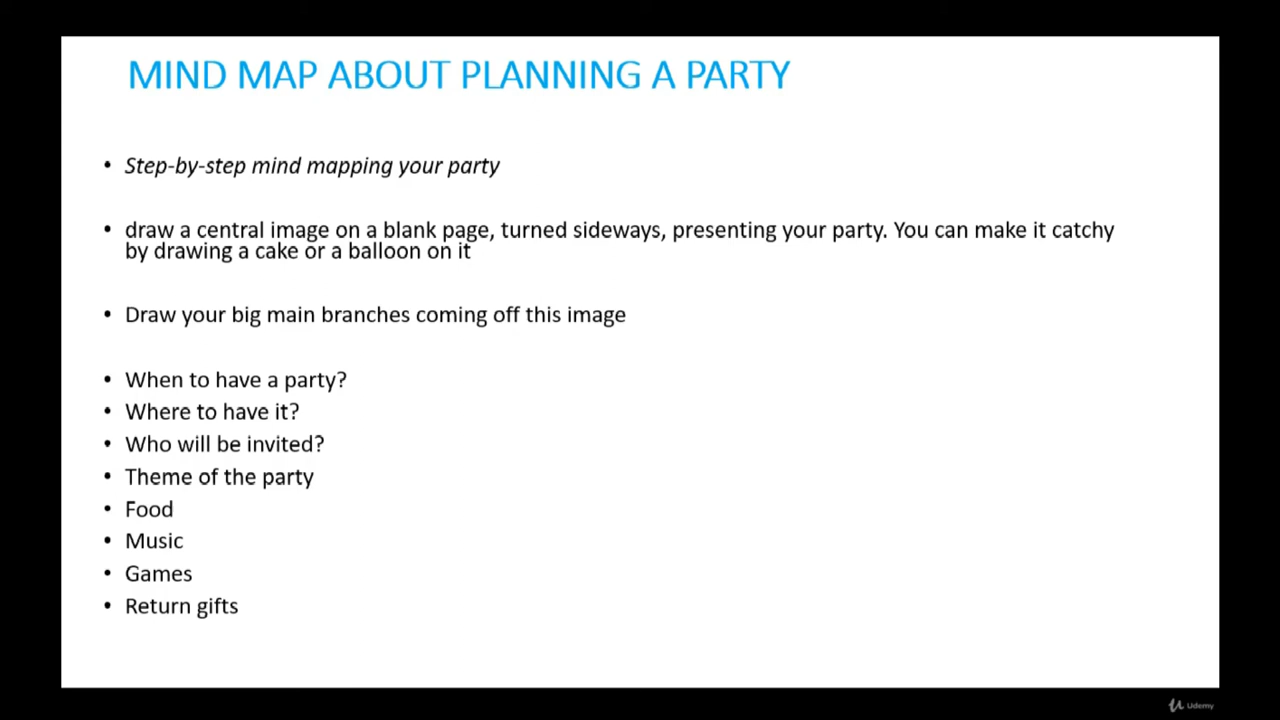 MIND MAP ABOUT PLANNING A PARTY
• Step-by-step mind mapping your party
• draw a central image on a blank page, turned sideways, presenting your party. You can make it catchy
by drawing a cake or a balloon on it
• Draw your big main branches coming off this image
• When to have a party?
• Where to have it?
• Who will be invited?
• Theme of the party
• Food
• Music
• Games
• Return gifts
Udemy